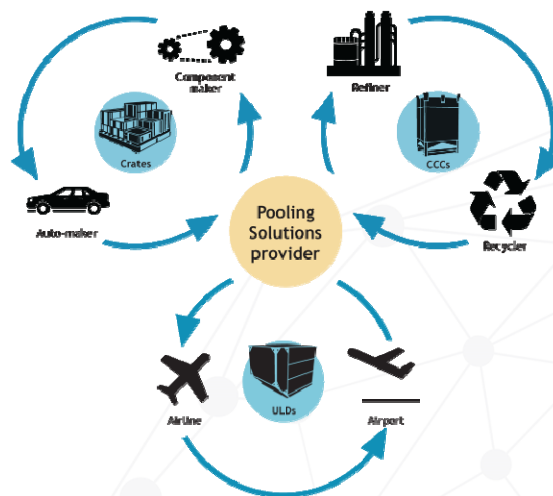 Component
maker
Refiner
Crates
CCCs
Auto-maker
Pooling
Solutions
provider
Recycler
Airline
ULDs
Airport